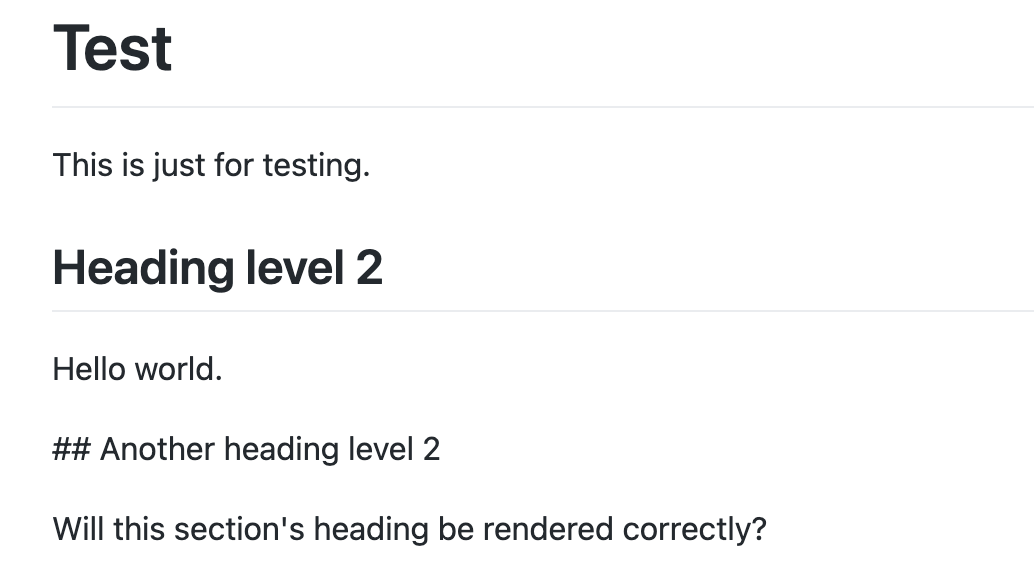 Test
This is just for testing.
Heading level 2
Hello world.
## Another heading level 2
Will this section's heading be rendered correctly?